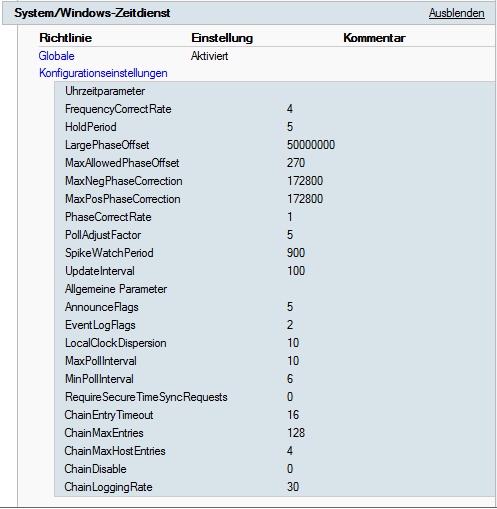 System/Windows-Zeitdienst Ausblenden
Richtlinie Einstellung Kommentar
Globale Aktiviert
Konfigurationseinstellungen
Uhrzeitparameter
FrequencyCorrectRate 4
HoldPeriod 5
LargePhaseOffset 50000000
MaxAllowedPhaseOffset 270
MaxNegPhaseCorrection 172800
MaxPosPhaseCorrection 172800
PhaseCorrectRate 1
PollAdjustFactor 5
SpikeWatchPeriod 900
UpdateInterval 100
Allgemeine Parameter
AnnounceFlags 5
EventLogFlags 2
LocalClockDispersion 10
MaxPollInterval 10
MinPollInterval 6
RequireSecureTimeSyncRequests 0
ChainEntryTimeout 16
ChainMaxEntries 128
ChainMaxHostEntries 4
ChainDisable 0
ChainLoggingRate 30